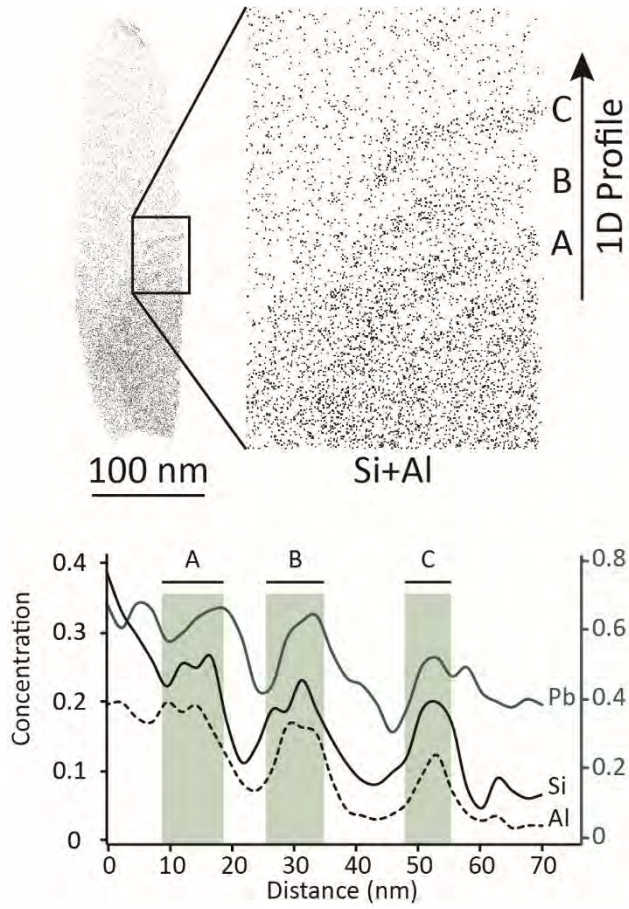 C
B
A
1D Profile
100 nm
Si+Al
A B C
0.4
0.3
0.2
0.1
0
Concentration
0.8
0.6
0.4
0.2
0
Pb
Si
Al
0 10 20 30 40 50 60 70
Distance (nm)